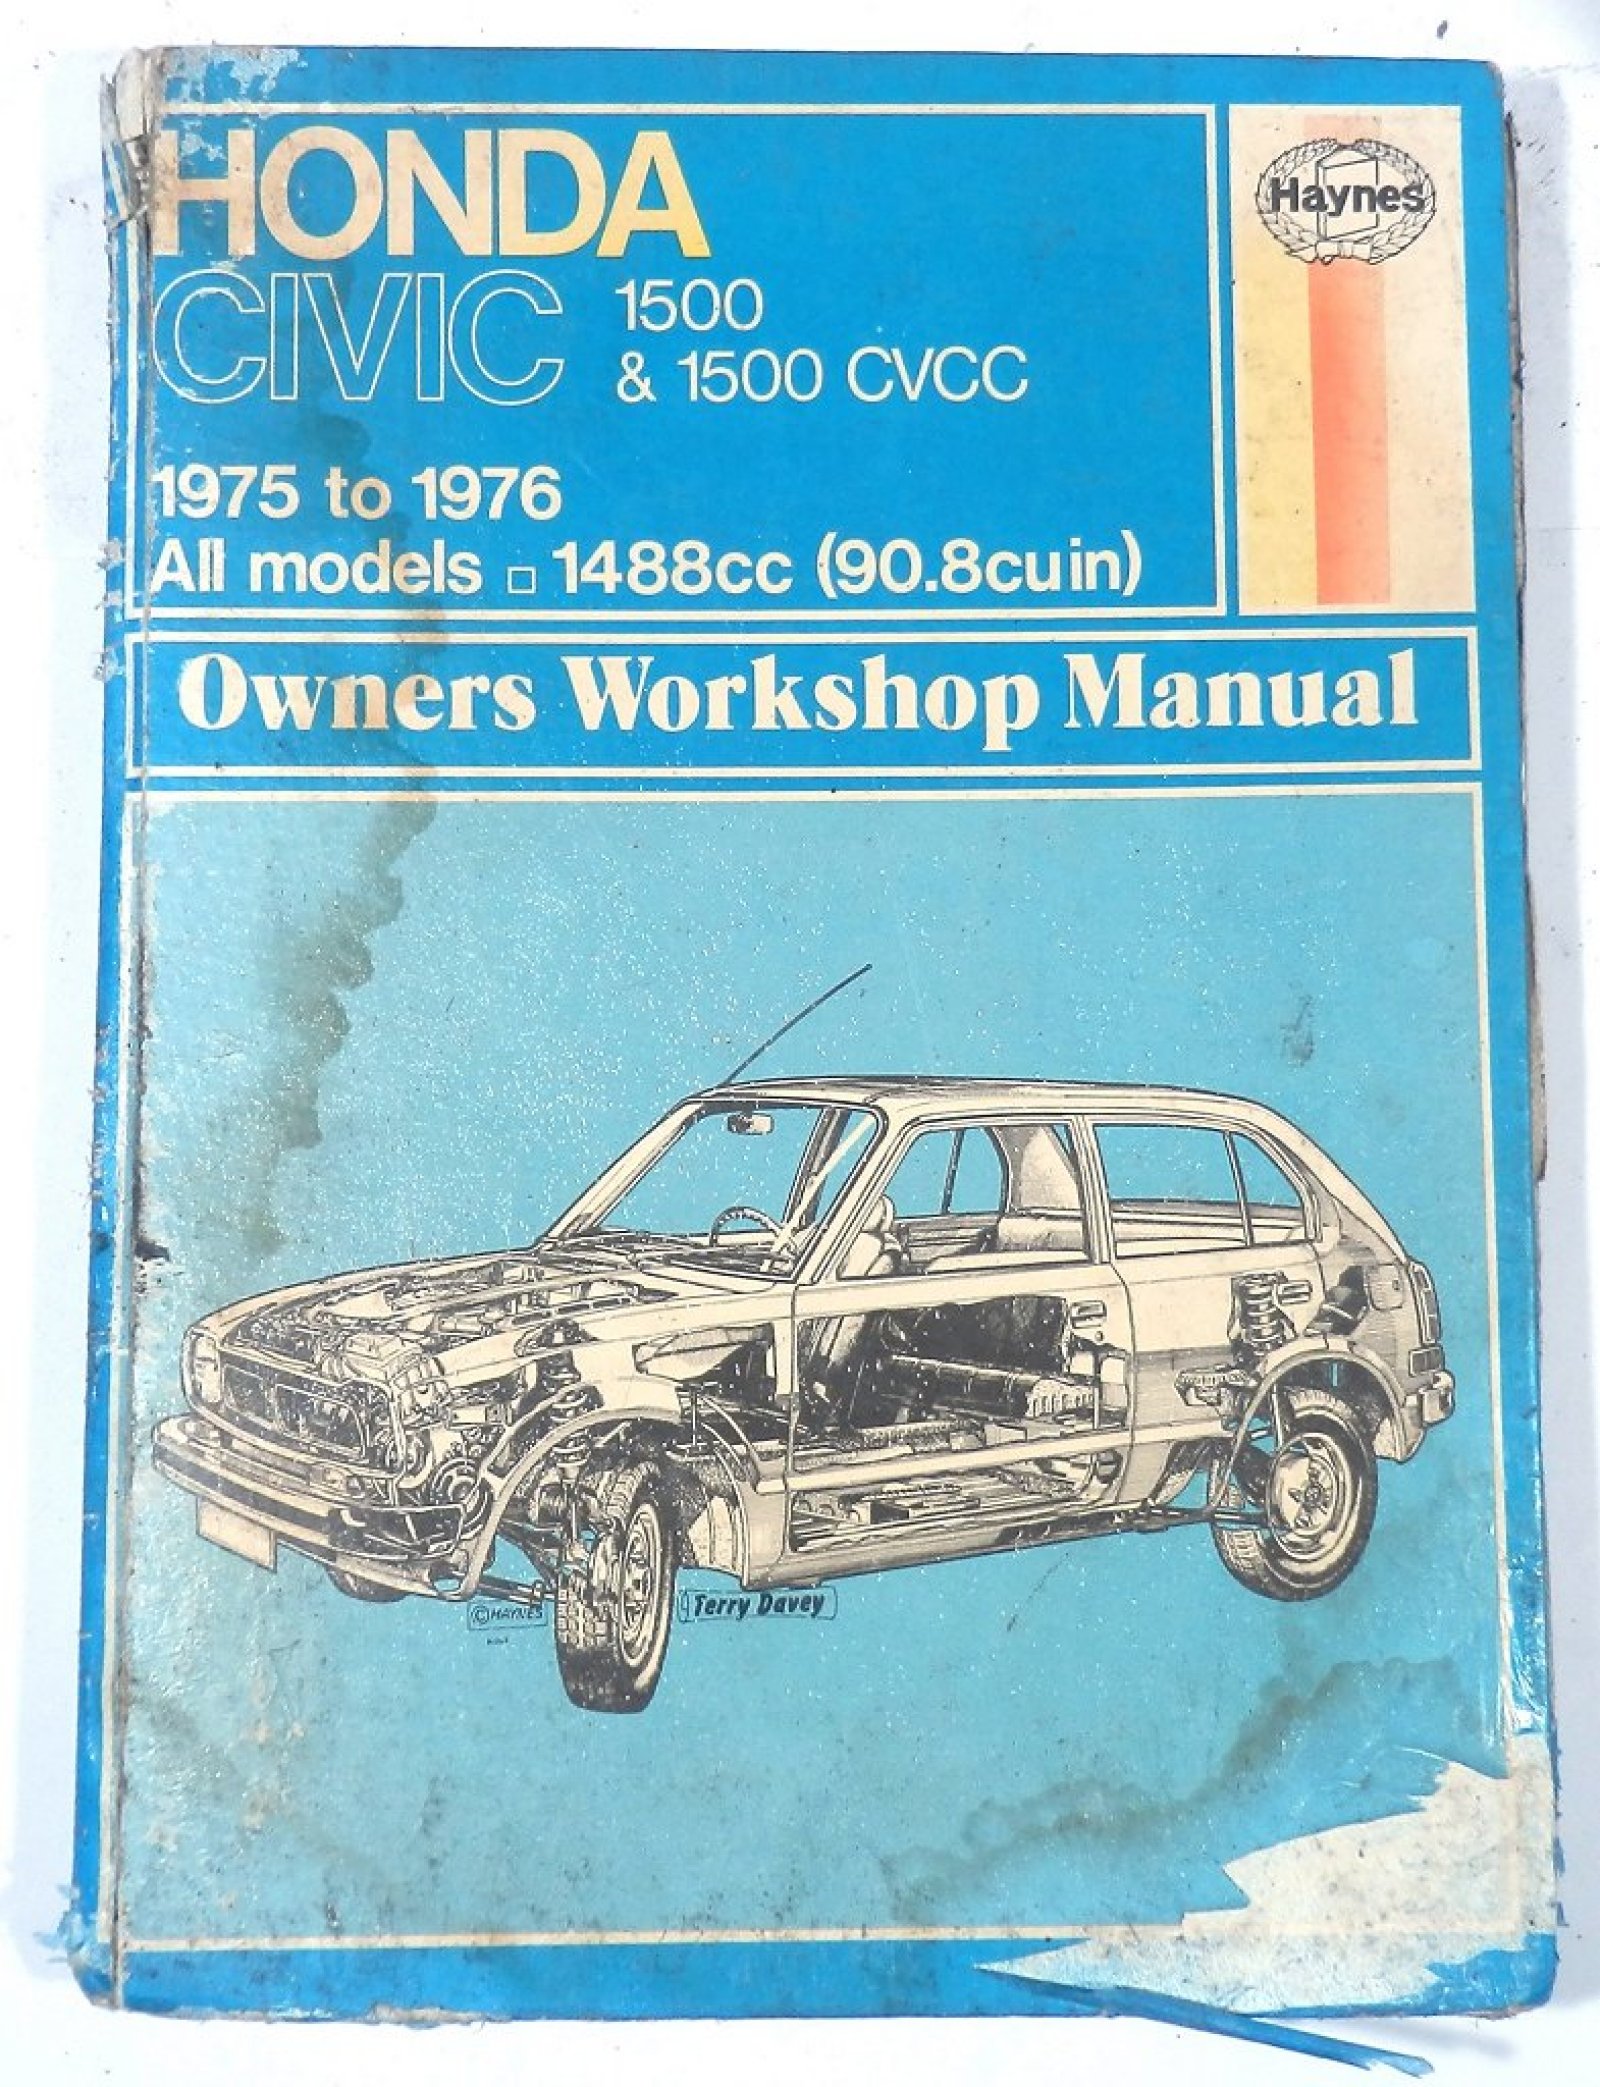 HONDA
Haynes
CIVIC 1500
& 1500 CVCC
1975 to 1976
All models □ 1488cc (90.8cu in)
Owners Workshop Manual
© HAYNES
Terry Davey